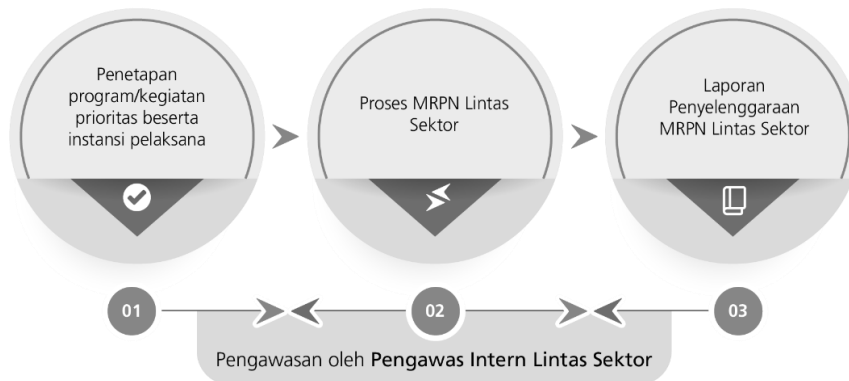 Penetapan
program/kegiatan
prioritas beserta
instansi pelaksana
Proses MRPN Lintas
Sektor
Laporan
Penyelenggaraan
MRPN Lintas Sektor
01
02
03
Pengawasan oleh Pengawas Intern Lintas Sektor